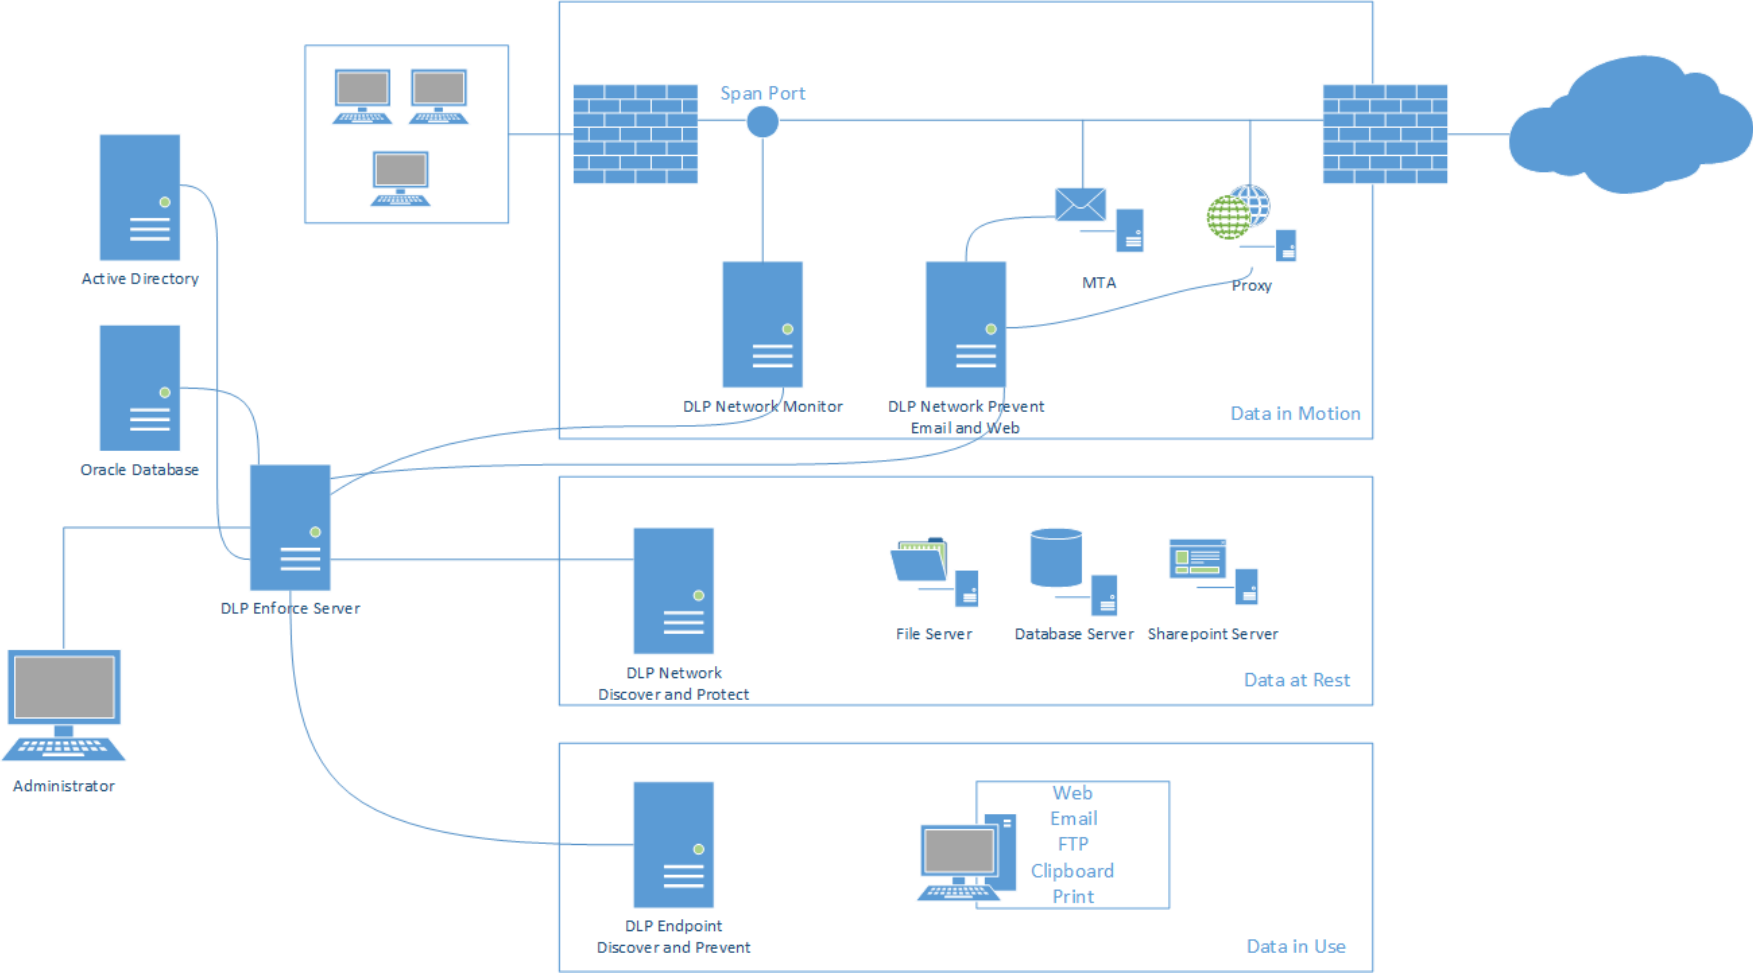 Span Port
Active Directory
MTA
Proxy
DLP Network Monitor
DLP Network Prevent
Email and Web
Data in Motion
Oracle Database
DLP Enforce Server
File Server
Database Server
Sharepoint Server
DLP Network
Discover and Protect
Data at Rest
Administrator
Web
Email
FTP
Clipboard
Print
DLP Endpoint
Discover and Prevent
Data in Use